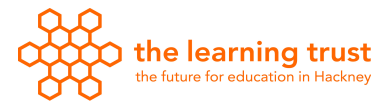 the learning trust
the future for education in Hackney